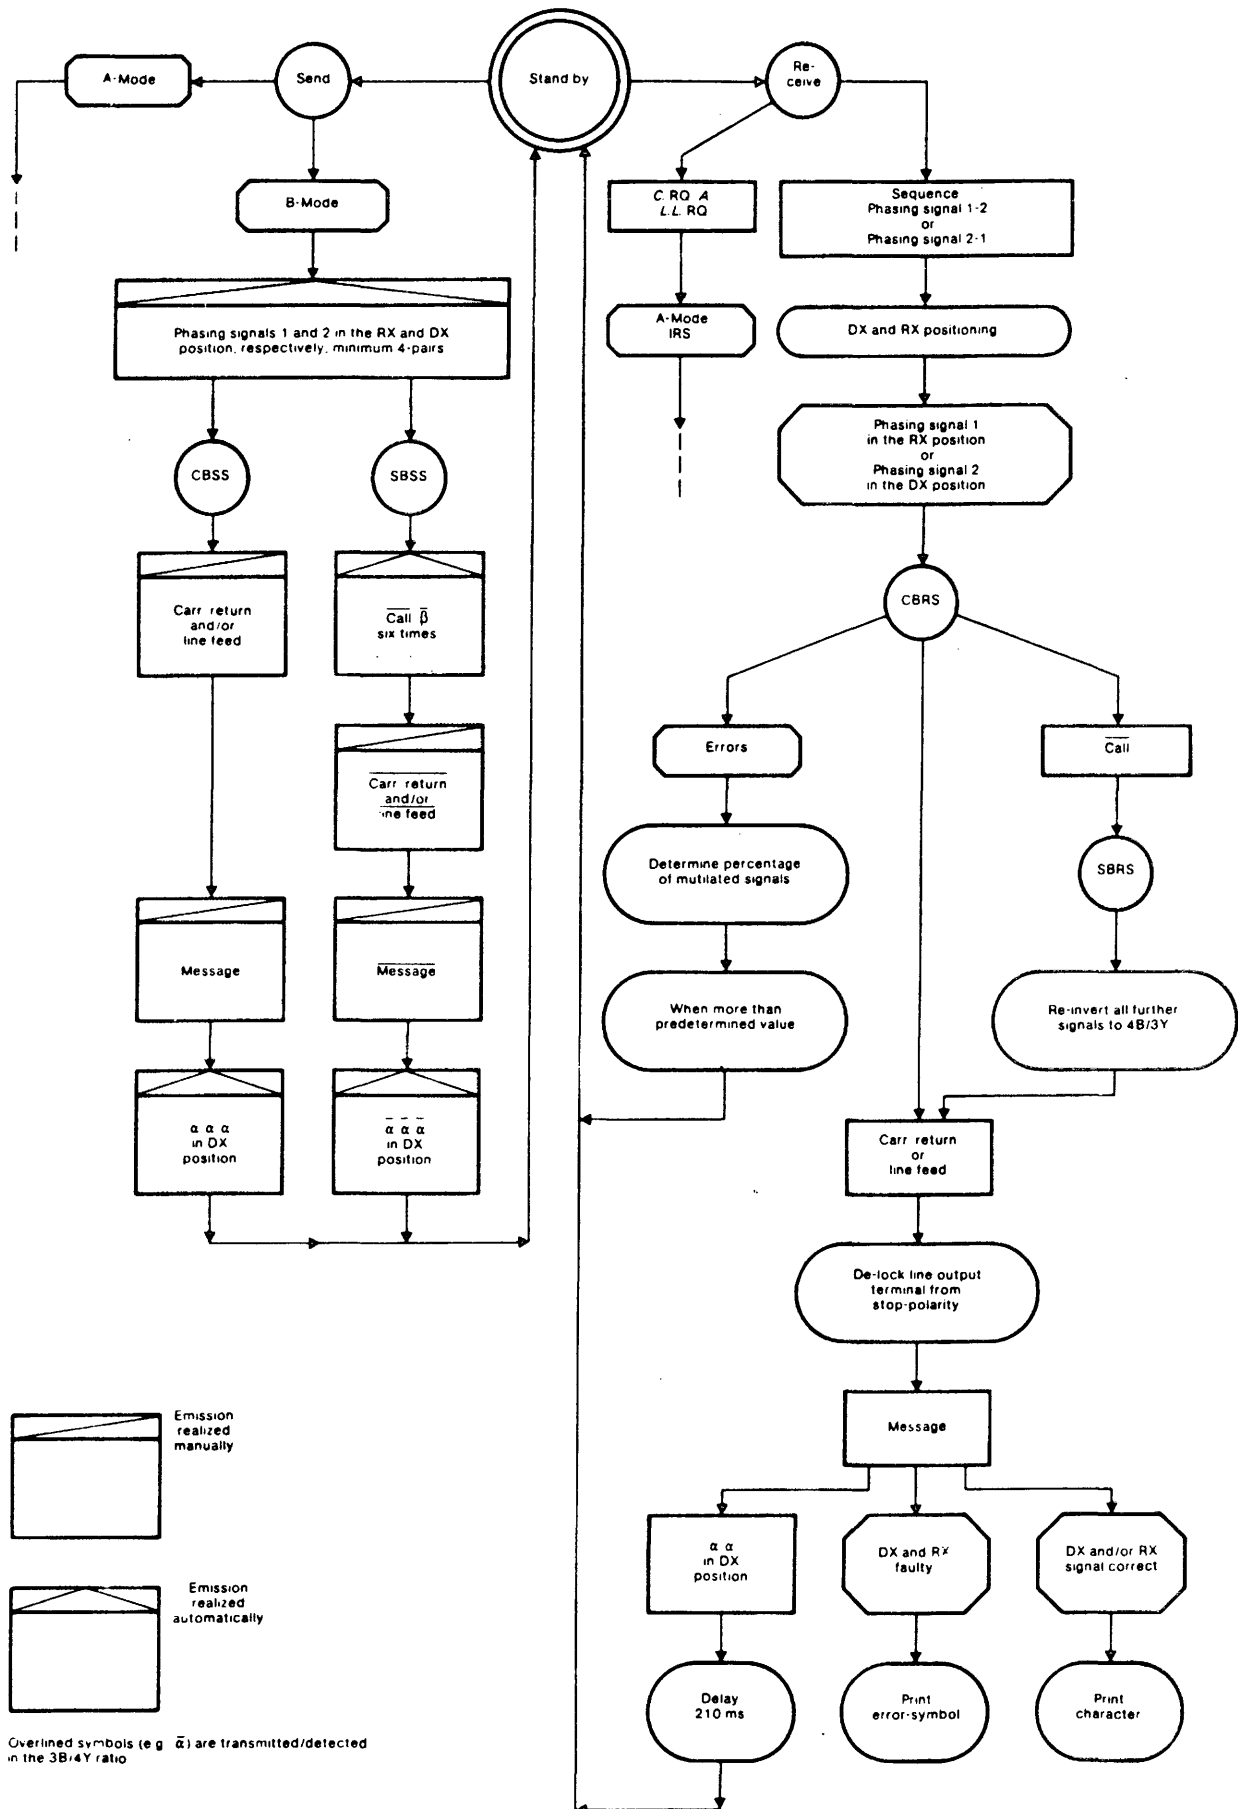 A-Mode
Send
Stand by
Re-
ceive
B-Mode
C. RQ A
L.L. RQ
Sequence
Phasing signal 1-2
or
Phasing signal 2-1
Phasing signals 1 and 2 in the RX and DX
position, respectively, minimum 4-pairs
A-Mode
IRS
DX and RX positioning
Phasing signal 1
in the RX position
or
Phasing signal 2
in the DX position
CBSS
SBSS
CBRS
Carr return
and/or
line feed
C̅a̅l̅l̅ β̅
six times
C̅a̅r̅r̅ ̅r̅e̅t̅u̅r̅n̅
and/or
l̅i̅n̅e̅ ̅f̅e̅e̅d̅
Errors
C̅a̅l̅l̅
Determine percentage
of mutilated signals
SBRS
Message
M̅e̅s̅s̅a̅g̅e̅
When more than
predetermined value
Re-invert all further
signals to 4B/3Y
α α α
in DX
position
α̅ α̅ α̅
in DX
position
Carr return
or
line feed
De-lock line output
terminal from
stop-polarity
Message
Emission
realized
manually
α α
in DX
position
DX and RX
faulty
DX and/or RX
signal correct
Emission
realized
automatically
Delay
210 ms
Print
error-symbol
Print
character
Overlined symbols (e.g. α̅) are transmitted/detected
in the 3B/4Y ratio